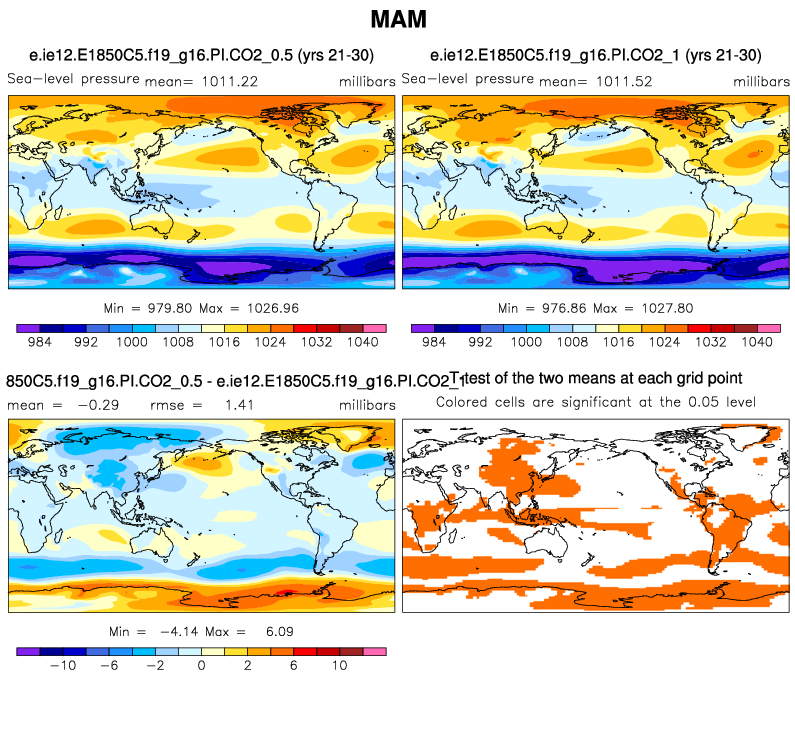 MAM
e.ie12.E1850C5.f19_g16.PI.CO2_0.5 (yrs 21-30)
e.ie12.E1850C5.f19_g16.PI.CO2_1 (yrs 21-30)
Sea-level pressure mean= 1011.22 millibars
Sea-level pressure mean= 1011.52 millibars
Min = 979.80 Max = 1026.96
Min = 976.86 Max = 1027.80
984 992 1000 1008 1016 1024 1032 1040
984 992 1000 1008 1016 1024 1032 1040
850C5.f19_g16.PI.CO2_0.5 - e.ie12.E1850C5.f19_g16.PI.CO2_1
T-test of the two means at each grid point
mean = -0.29 rmse = 1.41 millibars
Colored cells are significant at the 0.05 level
Min = -4.14 Max = 6.09
-10 -6 -2 0 2 6 10